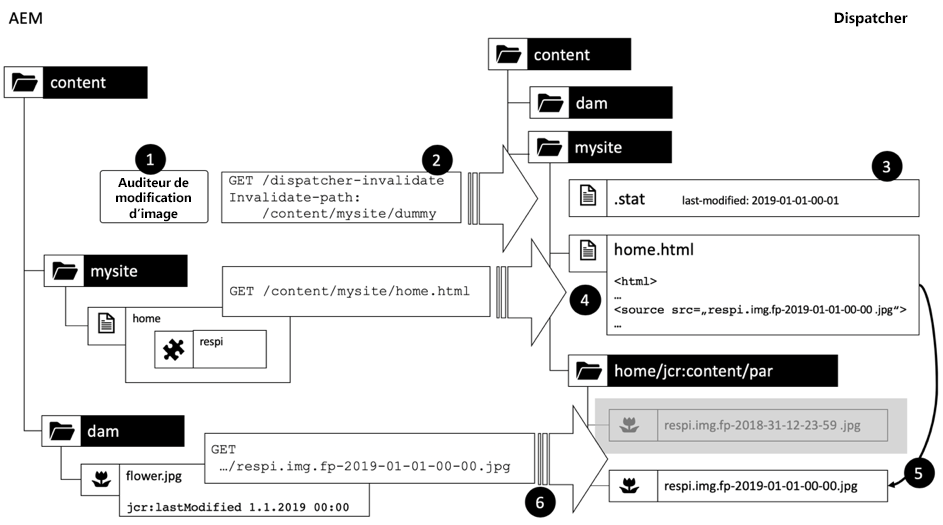 AEM
Dispatcher
content
content
dam
mysite
1
2
3
Auditeur de
modification
d´image
GET /dispatcher-invalidate
Invalidate-path:
/content/mysite/dummy
.stat
last-modified: 2019-01-01-00-01
mysite
home
respi
GET /content/mysite/home.html
4
home.html
<html>
…
<source src=„respi.img.fp-2019-01-01-00-00 .jpg“>
…
home/jcr:content/par
dam
flower.jpg
jcr:lastModified 1.1.2019 00:00
GET
…/respi.img.fp-2019-01-01-00-00.jpg
6
respi.img.fp-2018-31-12-23-59 .jpg
5
respi.img.fp-2019-01-01-00-00.jpg